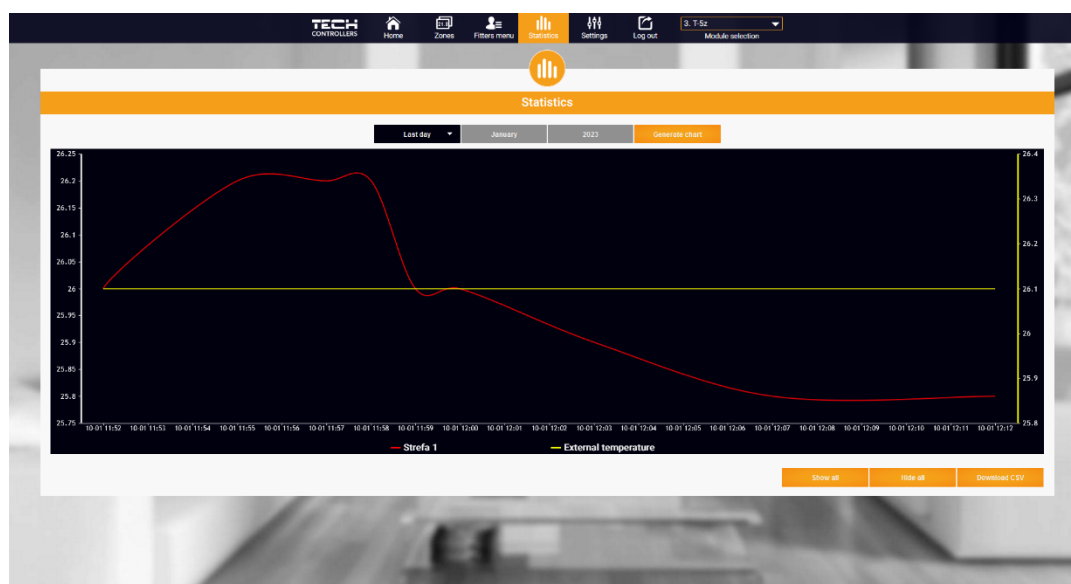 TECH
CONTROLLERS
Home
21.8
Zones
Fitters menu
Statistics
Settings
Log out
3. T-5z
Module selection
Statistics
Last day
January
2023
Generate chart
26.25
26.2
26.15
26.1
26.05
26
25.95
25.9
25.85
25.8
25.75
26.4
26.3
26.2
26.1
26
25.9
25.8
10-01 11:52 10-01 11:53 10-01 11:54 10-01 11:55 10-01 11:56 10-01 11:57 10-01 11:58 10-01 11:59 10-01 12:00 10-01 12:01 10-01 12:02 10-01 12:03 10-01 12:04 10-01 12:05 10-01 12:06 10-01 12:07 10-01 12:08 10-01 12:09 10-01 12:10 10-01 12:11 10-01 12:12
Strefa 1
External temperature
Show all
Hide all
Download CSV